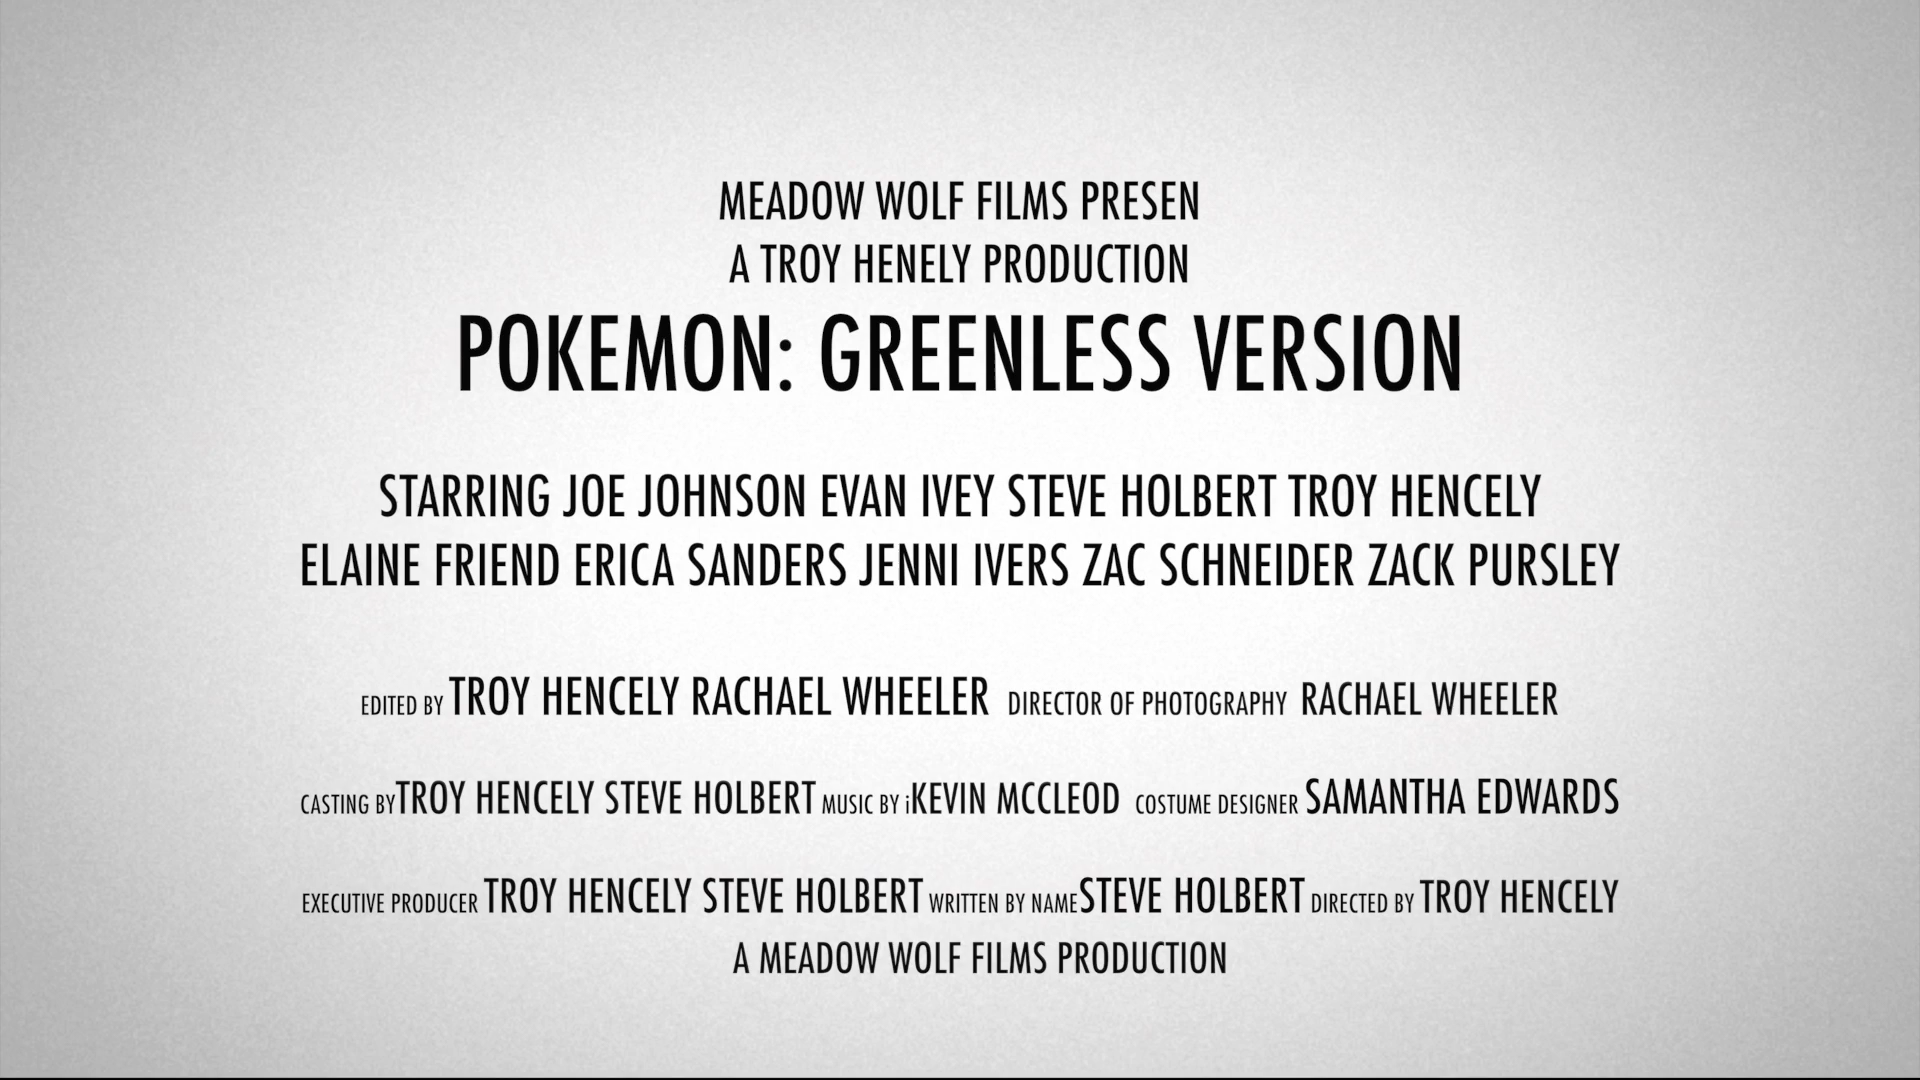 MEADOW WOLF FILMS PRESEN
A TROY HENELY PRODUCTION
POKEMON: GREENLESS VERSION
STARRING JOE JOHNSON EVAN IVEY STEVE HOLBERT TROY HENCELY
ELAINE FRIEND ERICA SANDERS JENNI IVERS ZAC SCHNEIDER ZACK PURSLEY
EDITED BY TROY HENCELY RACHAEL WHEELER DIRECTOR OF PHOTOGRAPHY RACHAEL WHEELER
CASTING BYTROY HENCELY STEVE HOLBERT MUSIC BY iKEVIN MCCLEOD COSTUME DESIGNER SAMANTHA EDWARDS
EXECUTIVE PRODUCER TROY HENCELY STEVE HOLBERT WRITTEN BY NAMESTEVE HOLBERT DIRECTED BY TROY HENCELY
A MEADOW WOLF FILMS PRODUCTION